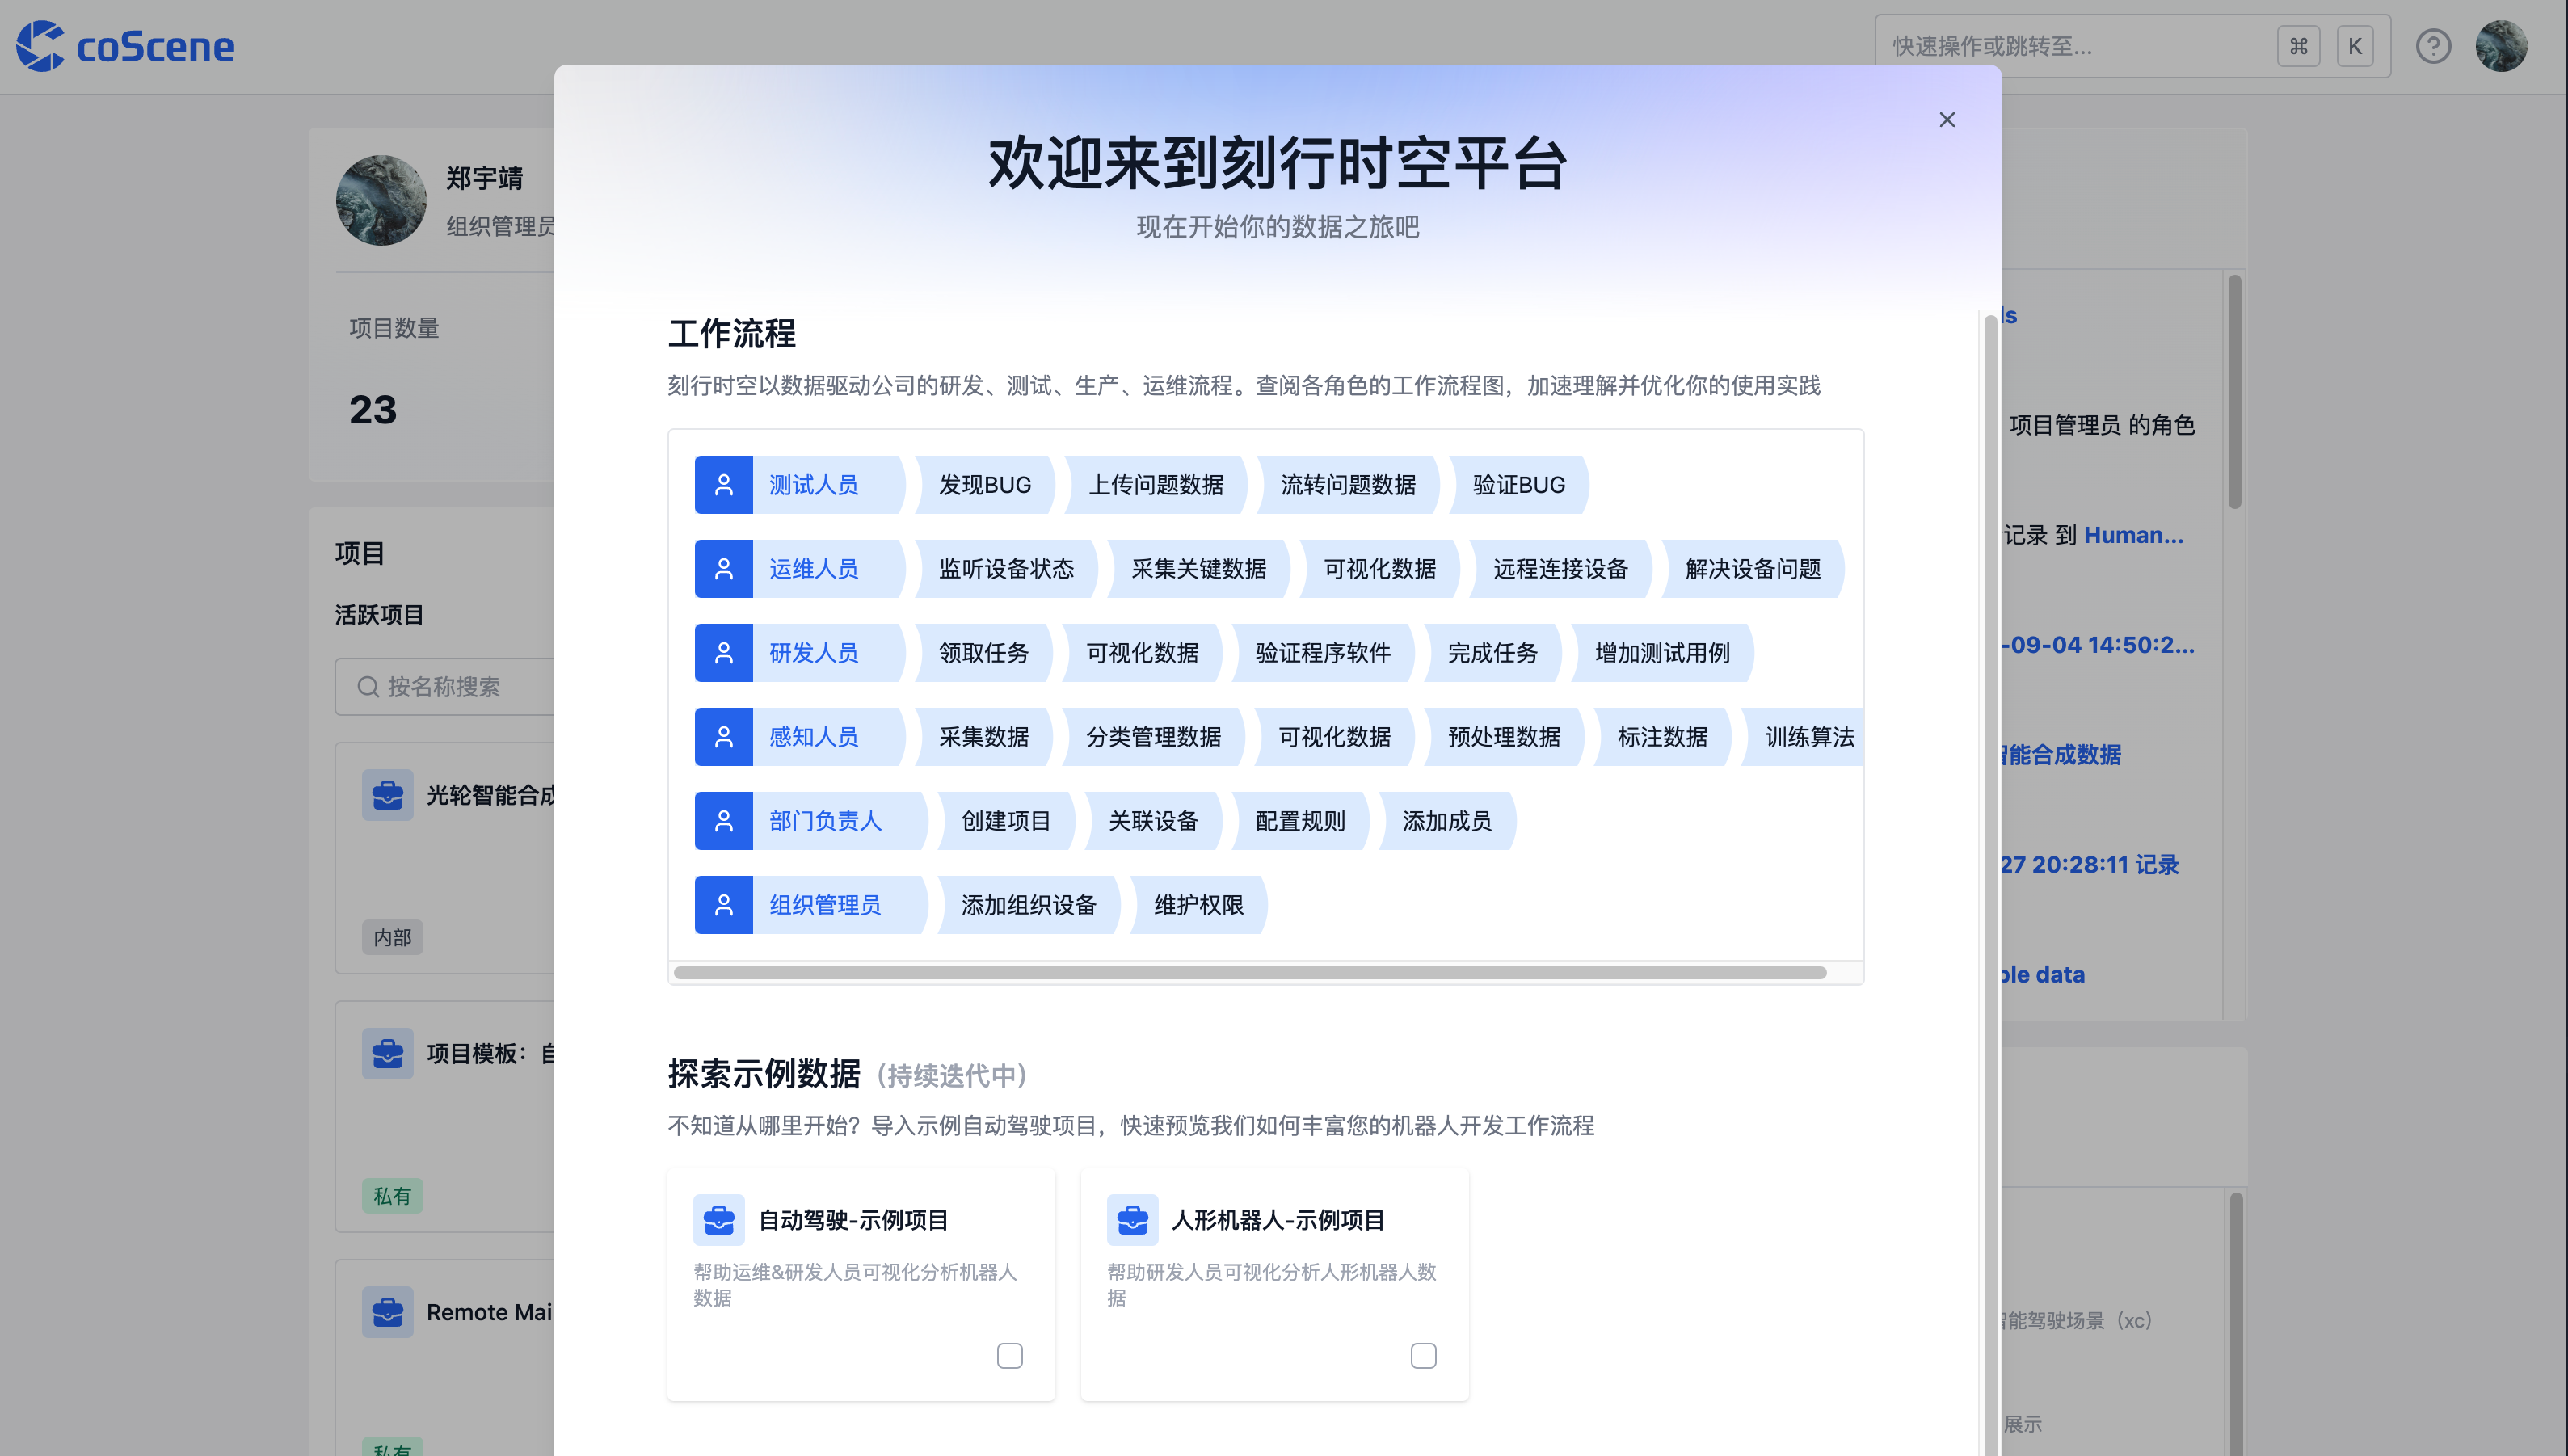 coScene
快速操作或跳转至...
⌘ K
欢迎来到刻行时空平台
现在开始你的数据之旅吧
郑宇靖
组织管理员
项目数量
23
项目
活跃项目
按名称搜索
光轮智能合成
内部
项目模板：自
私有
Remote Mai
私有
工作流程
刻行时空以数据驱动公司的研发、测试、生产、运维流程。查阅各角色的工作流程图，加速理解并优化你的使用实践
测试人员 发现BUG 上传问题数据 流转问题数据 验证BUG
运维人员 监听设备状态 采集关键数据 可视化数据 远程连接设备 解决设备问题
研发人员 领取任务 可视化数据 验证程序软件 完成任务 增加测试用例
感知人员 采集数据 分类管理数据 可视化数据 预处理数据 标注数据 训练算法
部门负责人 创建项目 关联设备 配置规则 添加成员
组织管理员 添加组织设备 维护权限
探索示例数据（持续迭代中）
不知道从哪里开始？导入示例自动驾驶项目，快速预览我们如何丰富您的机器人开发工作流程
自动驾驶-示例项目
帮助运维&研发人员可视化分析机器人
数据
人形机器人-示例项目
帮助研发人员可视化分析人形机器人数
据
项目管理员 的角色
记录 到 Human...
-09-04 14:50:2...
能合成数据
27 20:28:11 记录
ble data
能驾驶场景（xc）
展示